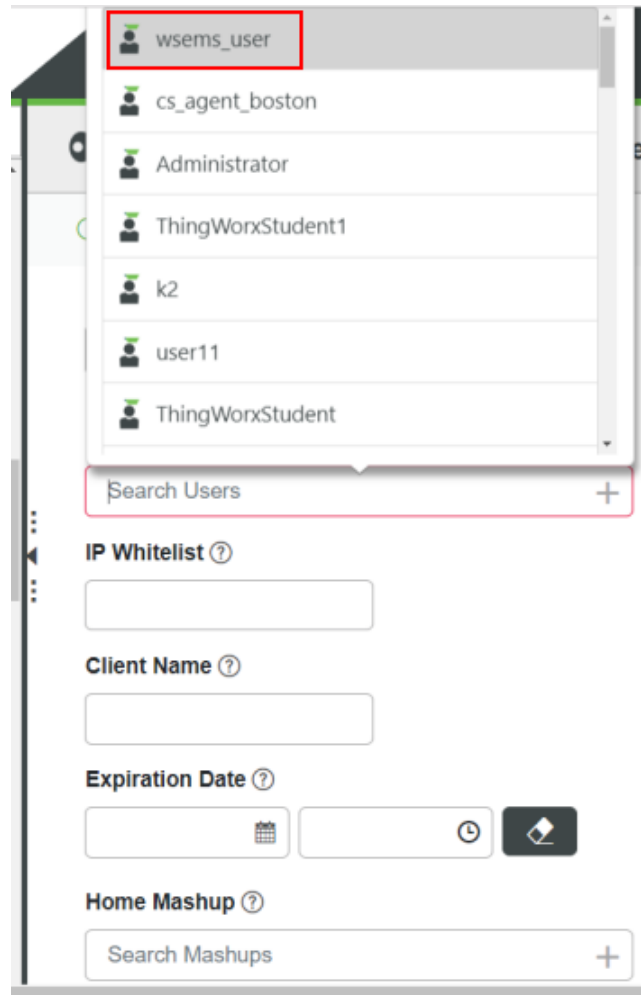 wsems_user
cs_agent_boston
Administrator
ThingWorxStudent1
k2
user11
ThingWorxStudent
Search Users
IP Whitelist
Client Name
Expiration Date
Home Mashup
Search Mashups